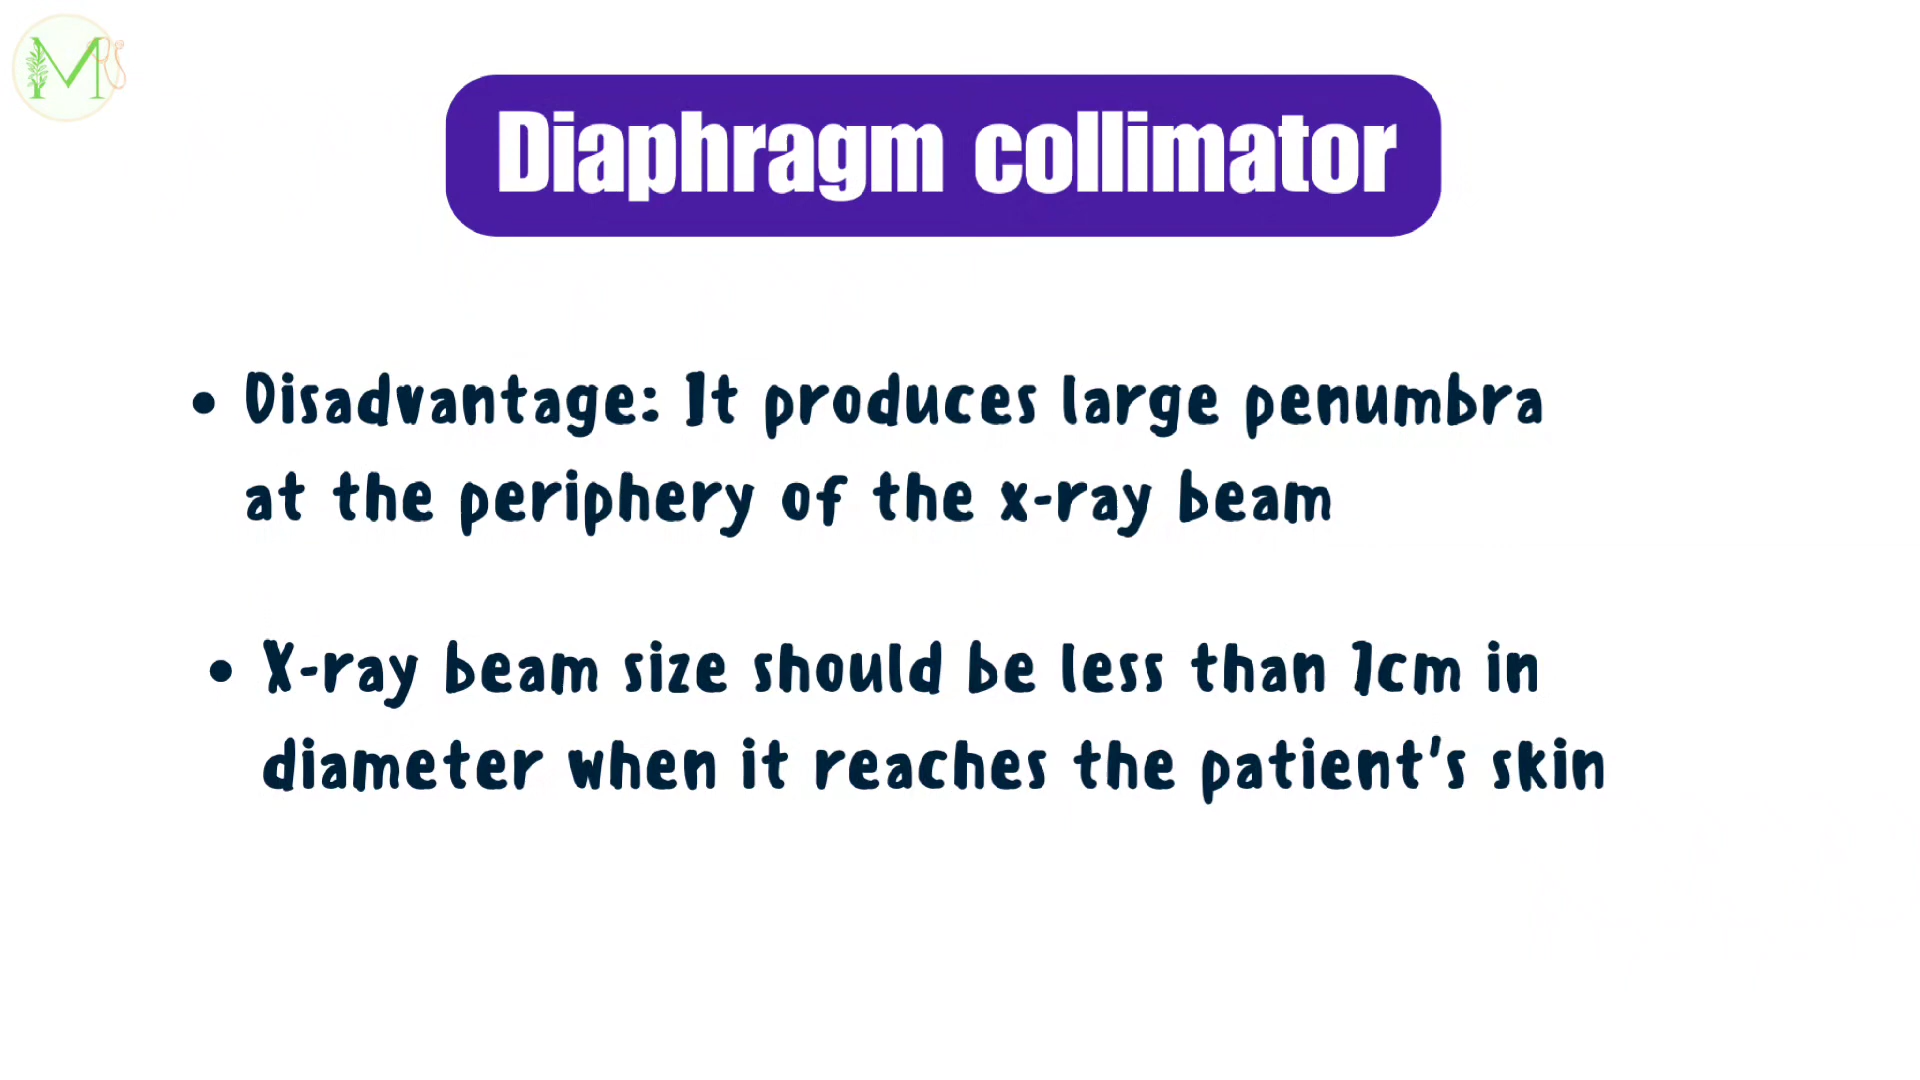 M
Diaphragm collimator
• Disadvantage: It produces large penumbra
at the periphery of the x-ray beam
• X-ray beam size should be less than 7cm in
diameter when it reaches the patient's skin